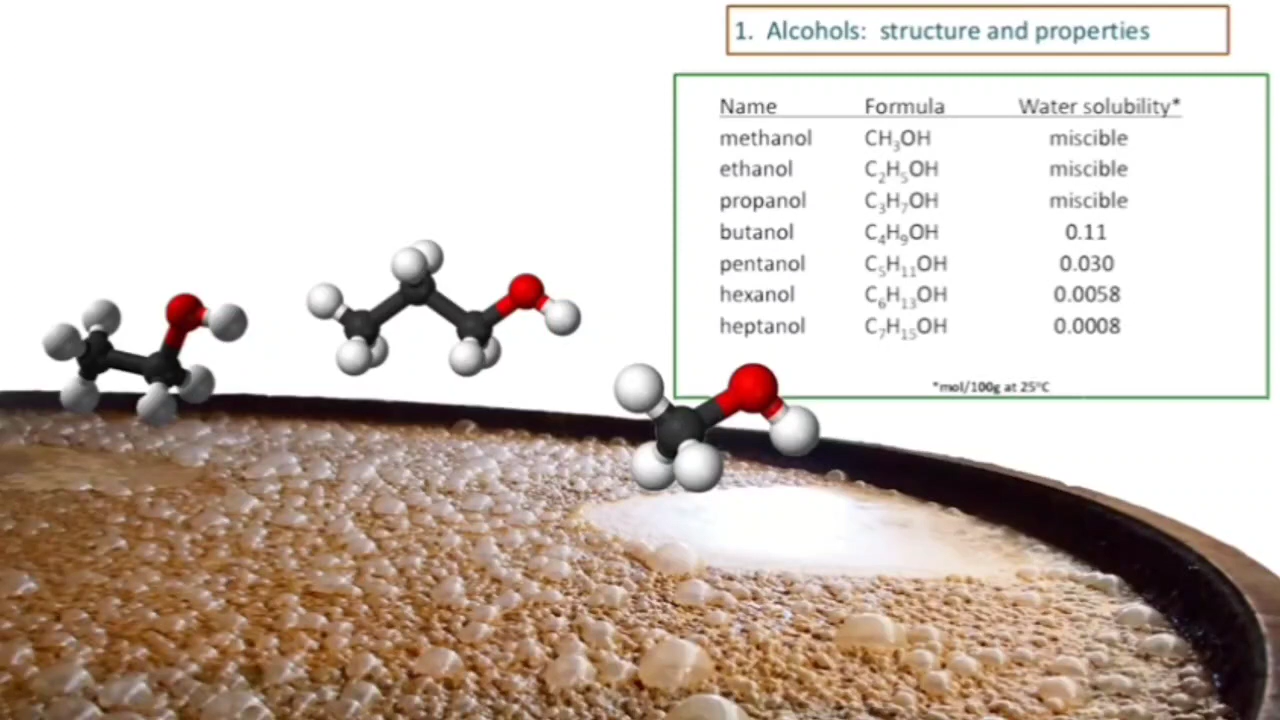 1. Alcohols: structure and properties
Name Formula Water solubility*
methanol CH₃OH miscible
ethanol C₂H₅OH miscible
propanol C₃H₇OH miscible
butanol C₄H₉OH 0.11
pentanol C₅H₁₁OH 0.030
hexanol C₆H₁₃OH 0.0058
heptanol C₇H₁₅OH 0.0008
*mol/100g at 25°C